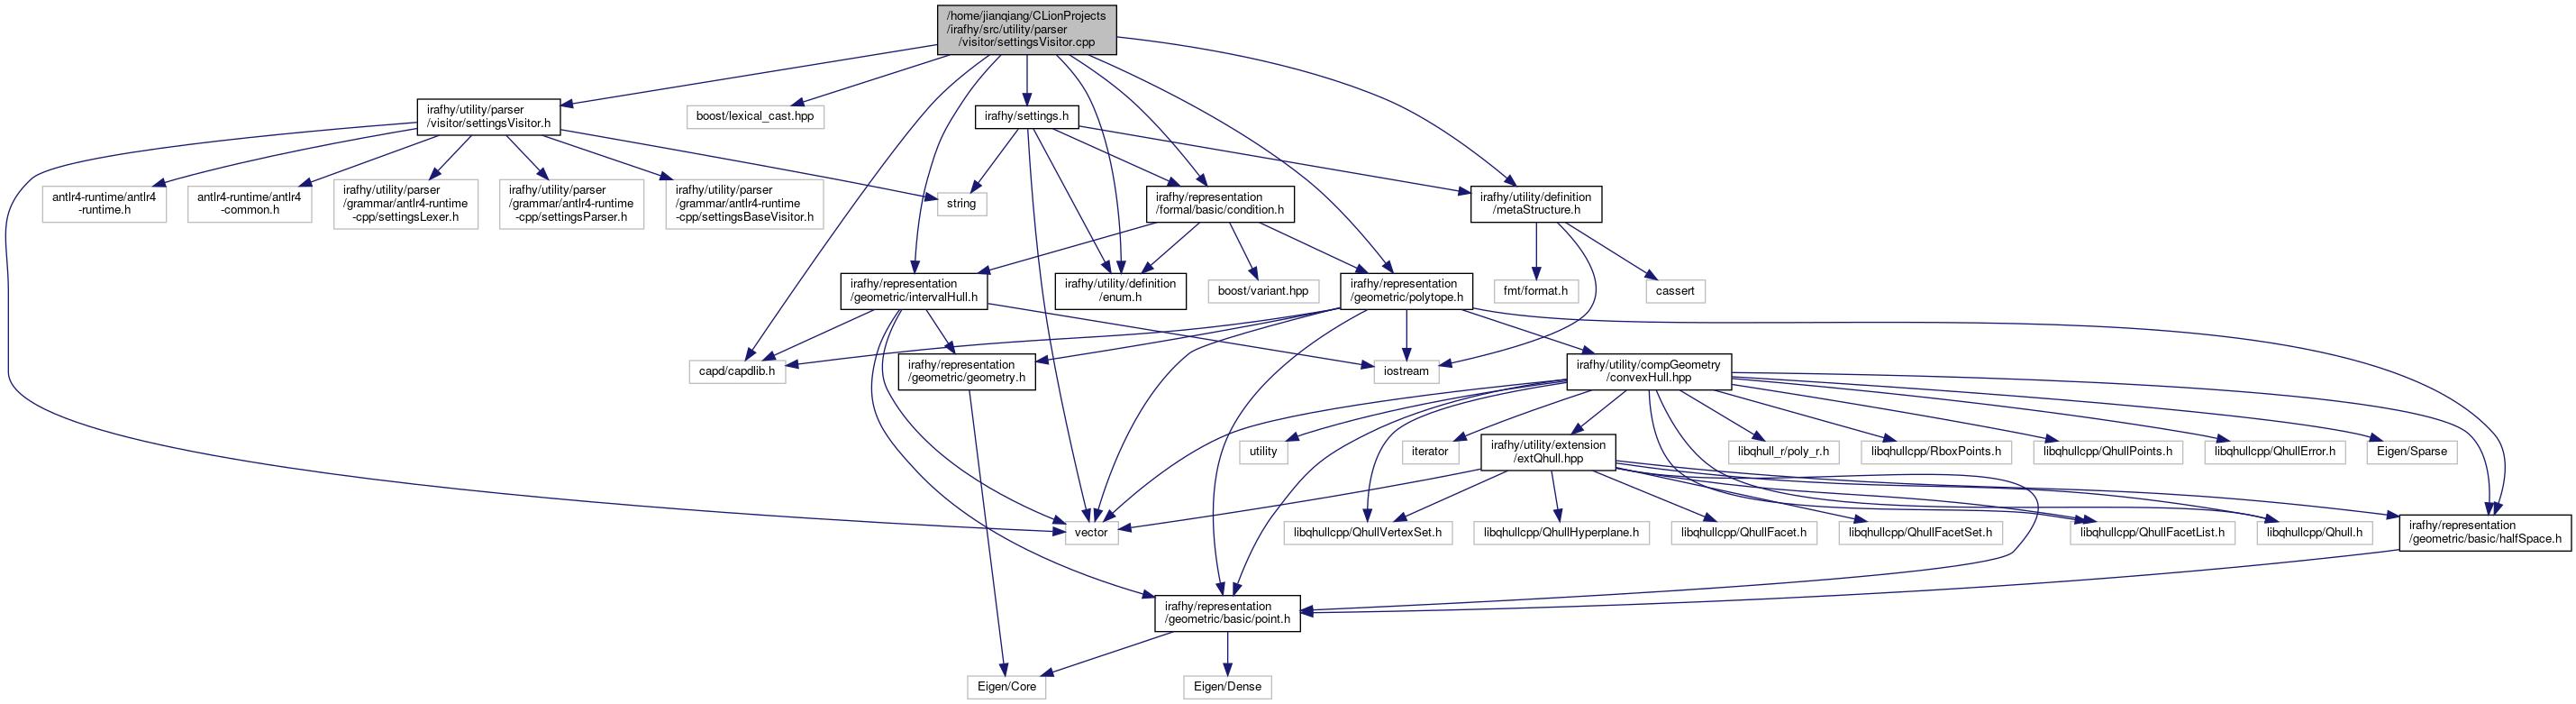 /home/jianqiang/CLionProjects
/irafhy/src/utility/parser
/visitor/settingsVisitor.cpp
irafhy/utility/parser
/visitor/settingsVisitor.h
boost/lexical_cast.hpp
irafhy/settings.h
antlr4-runtime/antlr4
-runtime.h
antlr4-runtime/antlr4
-common.h
irafhy/utility/parser
/grammar/antlr4-runtime
-cpp/settingsLexer.h
irafhy/utility/parser
/grammar/antlr4-runtime
-cpp/settingsParser.h
irafhy/utility/parser
/grammar/antlr4-runtime
-cpp/settingsBaseVisitor.h
string
irafhy/representation
/formal/basic/condition.h
irafhy/utility/definition
/metaStructure.h
irafhy/representation
/geometric/intervalHull.h
irafhy/utility/definition
/enum.h
boost/variant.hpp
irafhy/representation
/geometric/polytope.h
fmt/format.h
cassert
capd/capdlib.h
irafhy/representation
/geometric/geometry.h
iostream
irafhy/utility/compGeometry
/convexHull.hpp
utility
iterator
irafhy/utility/extension
/extQhull.hpp
libqhull_r/poly_r.h
libqhullcpp/RboxPoints.h
libqhullcpp/QhullPoints.h
libqhullcpp/QhullError.h
Eigen/Sparse
vector
libqhullcpp/QhullVertexSet.h
libqhullcpp/QhullHyperplane.h
libqhullcpp/QhullFacet.h
libqhullcpp/QhullFacetSet.h
libqhullcpp/QhullFacetList.h
libqhullcpp/Qhull.h
irafhy/representation
/geometric/basic/halfSpace.h
irafhy/representation
/geometric/basic/point.h
Eigen/Core
Eigen/Dense